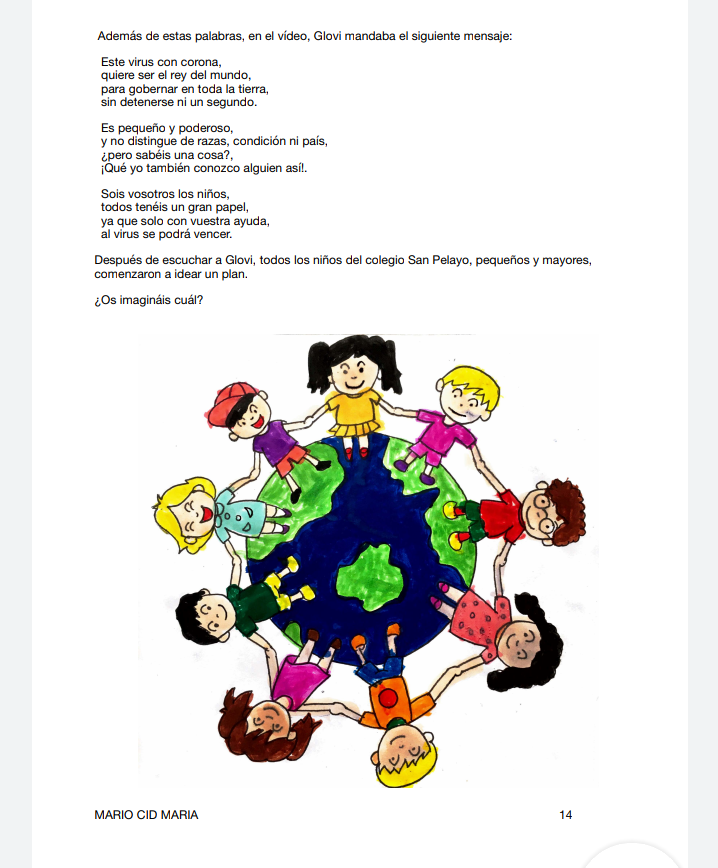 Además de estas palabras, en el vídeo, Glovi mandaba el siguiente mensaje:
Este virus con corona,
quiere ser el rey del mundo,
para gobernar en toda la tierra,
sin detenerse ni un segundo.
Es pequeño y poderoso,
y no distingue de razas, condición ni país,
¿pero sabéis una cosa?,
¡Qué yo también conozco alguien así!.
Sois vosotros los niños,
todos tenéis un gran papel,
ya que solo con vuestra ayuda,
al virus se podrá vencer.
Después de escuchar a Glovi, todos los niños del colegio San Pelayo, pequeños y mayores,
comenzaron a idear un plan.
¿Os imagináis cuál?
MARIO CID MARIA 14